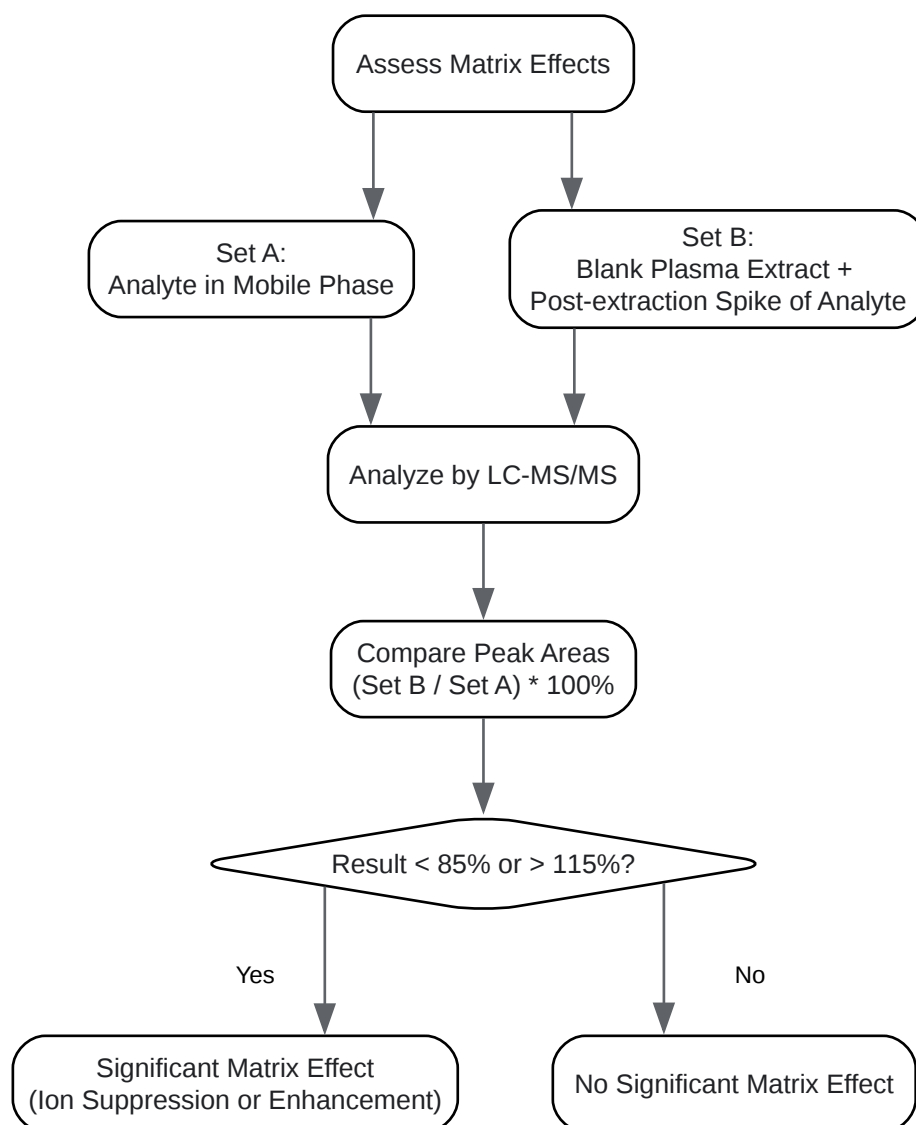 Assess Matrix Effects
Set A:
Analyte in Mobile Phase
Set B:
Blank Plasma Extract +
Post-extraction Spike of Analyte
Analyze by LC-MS/MS
Compare Peak Areas
(Set B / Set A) * 100%
Result < 85% or > 115%?
Yes
No
Significant Matrix Effect
(Ion Suppression or Enhancement)
No Significant Matrix Effect